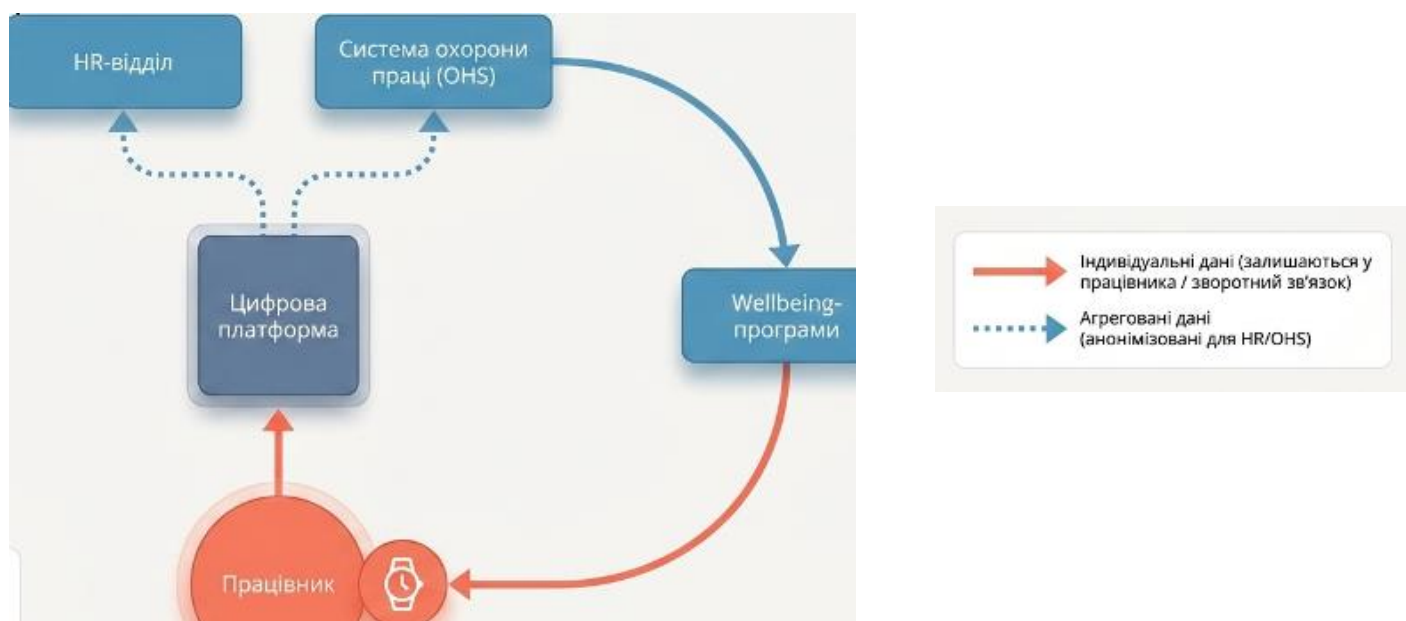 HR-відділ
Система охорони
праці (OHS)
Цифрова
платформа
Wellbeing-
програми
Працівник
Індивідуальні дані (залишаються у
працівника / зворотний зв'язок)
Агреговані дані
(анонімізовані для HR/OHS)